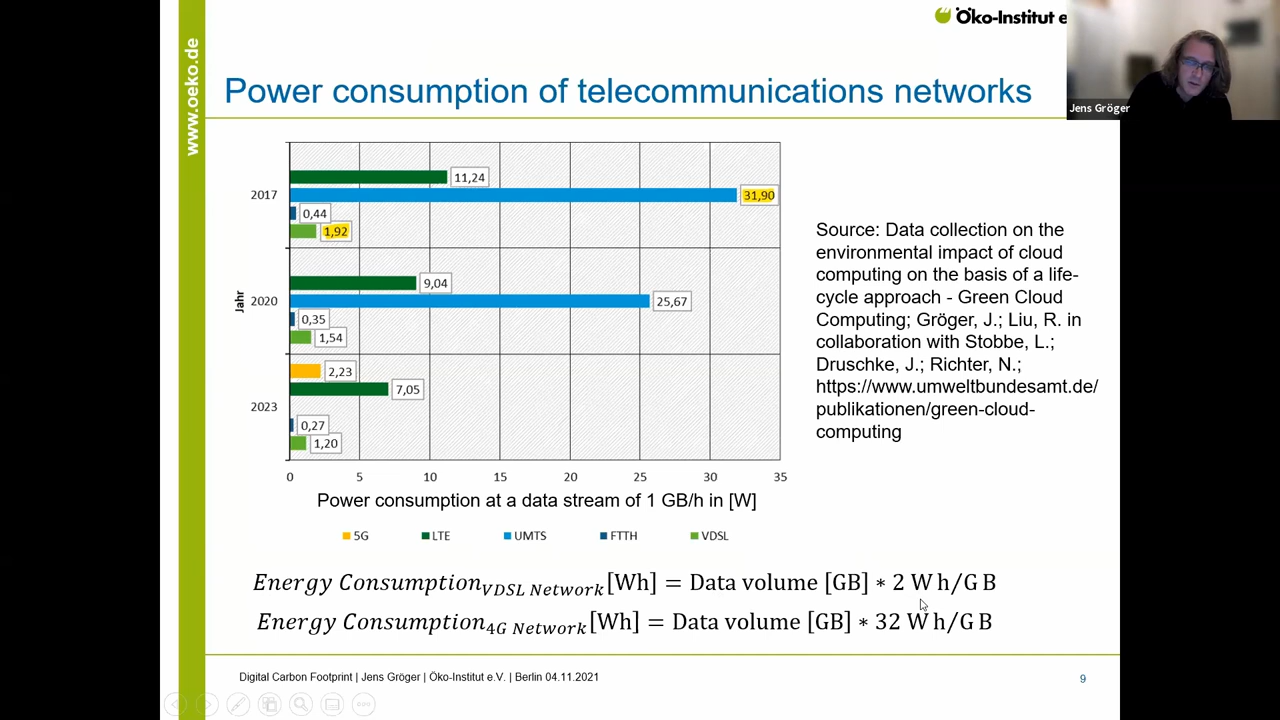 www.oeko.de
Öko-Institut e
Jens Gröger
Power consumption of telecommunications networks
Jahr
2017
11,24
31,90
0,44
1,92
2020
9,04
25,67
0,35
1,54
2023
2,23
7,05
0,27
1,20
0 5 10 15 20 25 30 35
Power consumption at a data stream of 1 GB/h in [W]
5G LTE UMTS FTTH VDSL
Source: Data collection on the
environmental impact of cloud
computing on the basis of a life-
cycle approach - Green Cloud
Computing; Gröger, J.; Liu, R. in
collaboration with Stobbe, L.;
Druschke, J.; Richter, N.;
https://www.umweltbundesamt.de/
publikationen/green-cloud-
computing
Energy Consumption VDSL Network [Wh] = Data volume [GB] ∗ 2 W h/G B
Energy Consumption 4G Network [Wh] = Data volume [GB] ∗ 32 W h/G B
Digital Carbon Footprint | Jens Gröger | Öko-Institut e.V. | Berlin 04.11.2021
9